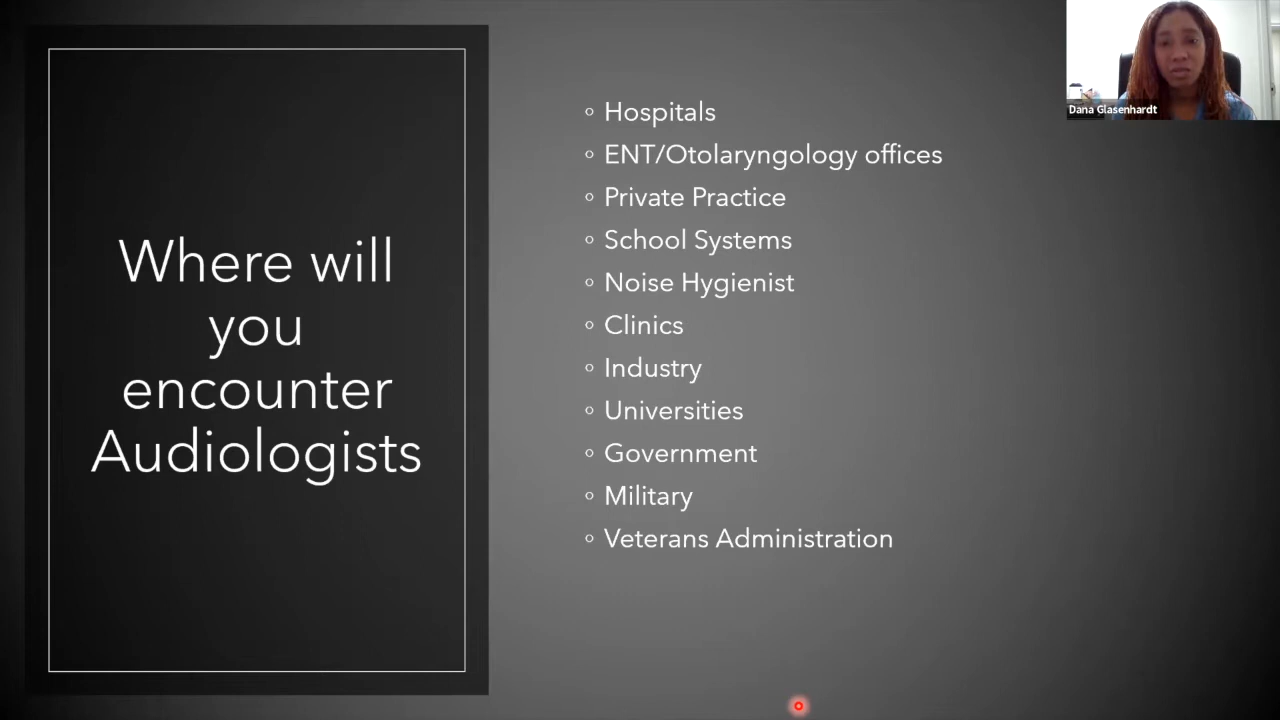 Where will
you
encounter
Audiologists
◦ Hospitals
◦ ENT/Otolaryngology offices
◦ Private Practice
◦ School Systems
◦ Noise Hygienist
◦ Clinics
◦ Industry
◦ Universities
◦ Government
◦ Military
◦ Veterans Administration
Dana Glasenhardt